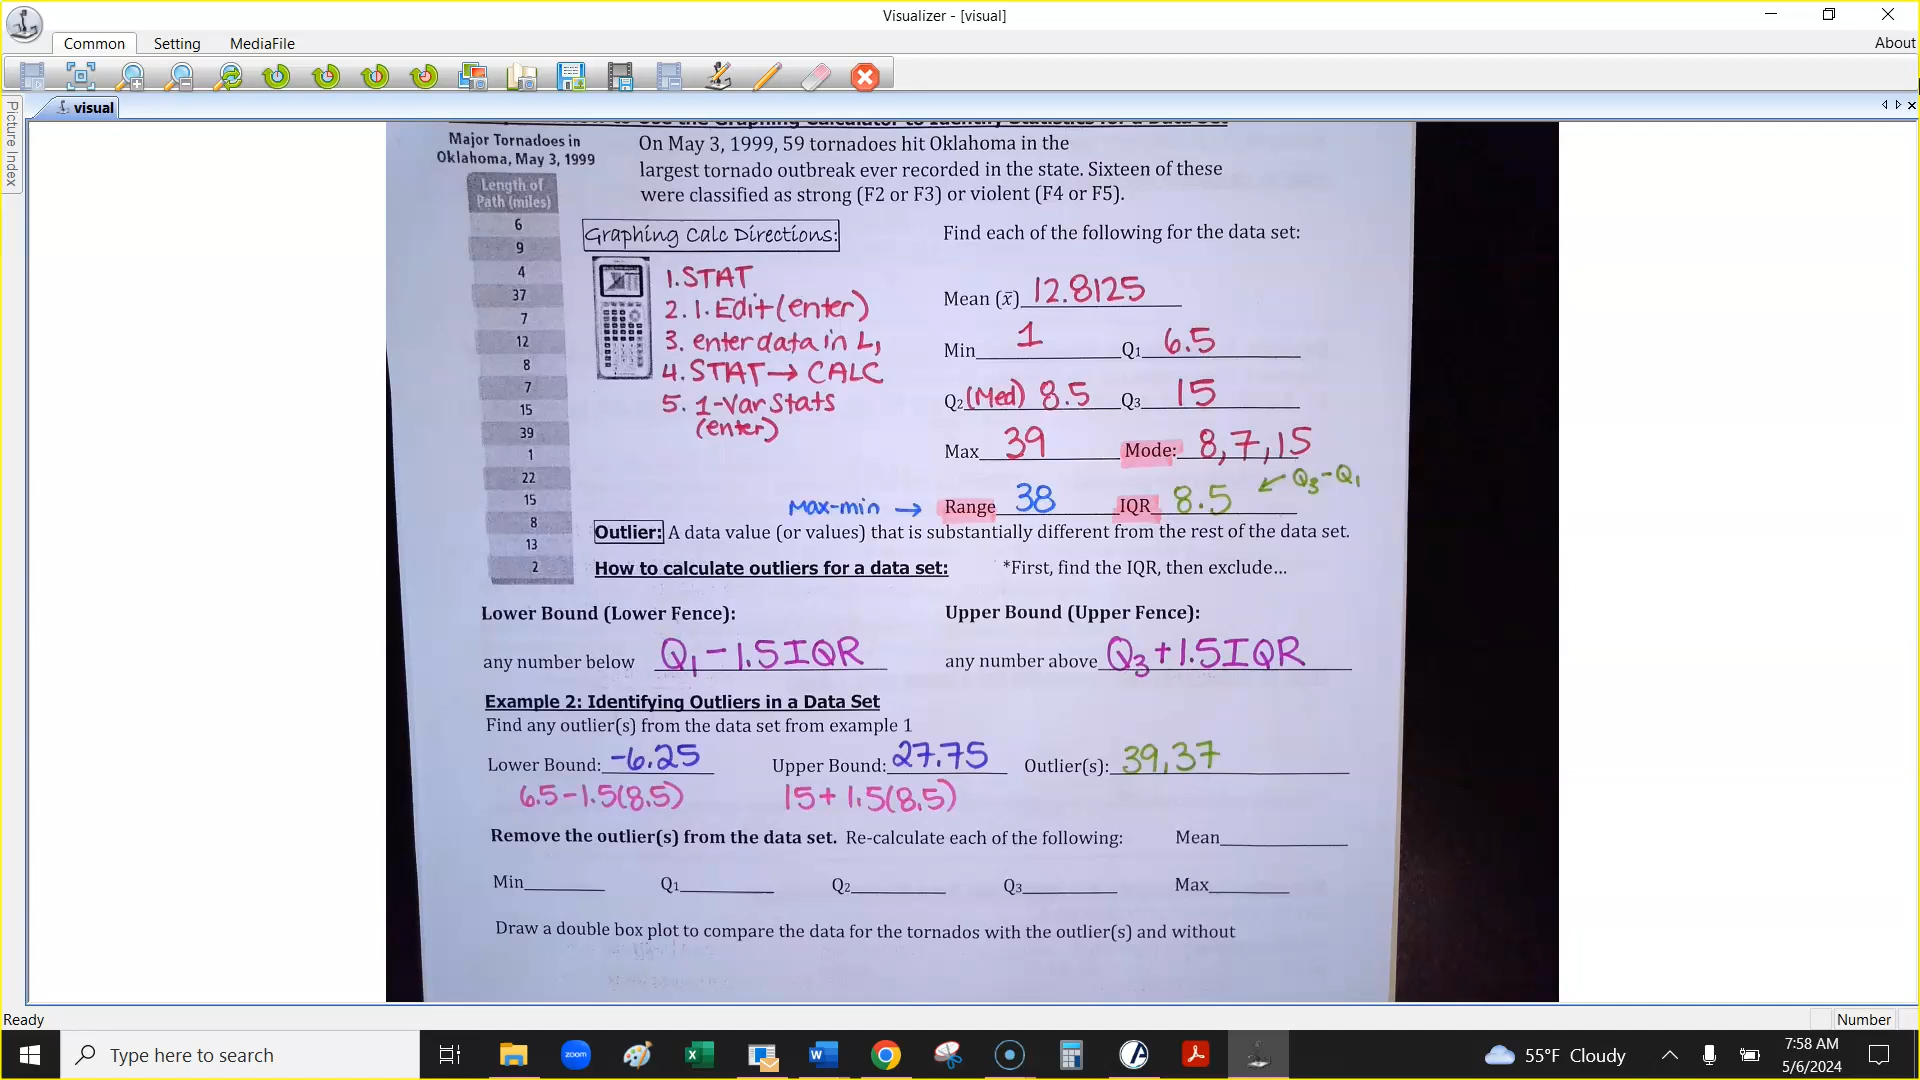 Visualizer - [visual]
Common Setting MediaFile About
visual
Picture Index
Major Tornadoes in
Oklahoma, May 3, 1999
On May 3, 1999, 59 tornadoes hit Oklahoma in the
largest tornado outbreak ever recorded in the state. Sixteen of these
were classified as strong (F2 or F3) or violent (F4 or F5).
Length of
Path (miles)
6
9
4
37
7
12
8
7
15
39
1
22
15
8
13
2
Graphing Calc Directions:
1. STAT
2. 1. Edit (enter)
3. enter data in L,
4. STAT → CALC
5. 1-Var Stats
(enter)
Find each of the following for the data set:
Mean (x̄) 12.8125
Min 1 Q1 6.5
Q2 (Med) 8.5 Q3 15
Max 39 Mode: 8,7,15
Max-min → Range 38 IQR 8.5 ← Q3-Q1
Outlier: A data value (or values) that is substantially different from the rest of the data set.
How to calculate outliers for a data set: *First, find the IQR, then exclude...
Lower Bound (Lower Fence): Upper Bound (Upper Fence):
any number below Q1 - 1.5IQR any number above Q3 + 1.5IQR
Example 2: Identifying Outliers in a Data Set
Find any outlier(s) from the data set from example 1
Lower Bound: -6.25 Upper Bound: 27.75 Outlier(s): 39,37
6.5-1.5(8.5) 15+ 1.5(8.5)
Remove the outlier(s) from the data set. Re-calculate each of the following: Mean
Min Q1 Q2 Q3 Max
Draw a double box plot to compare the data for the tornados with the outlier(s) and without
Ready Number
Type here to search
zoom
55°F Cloudy
7:58 AM
5/6/2024